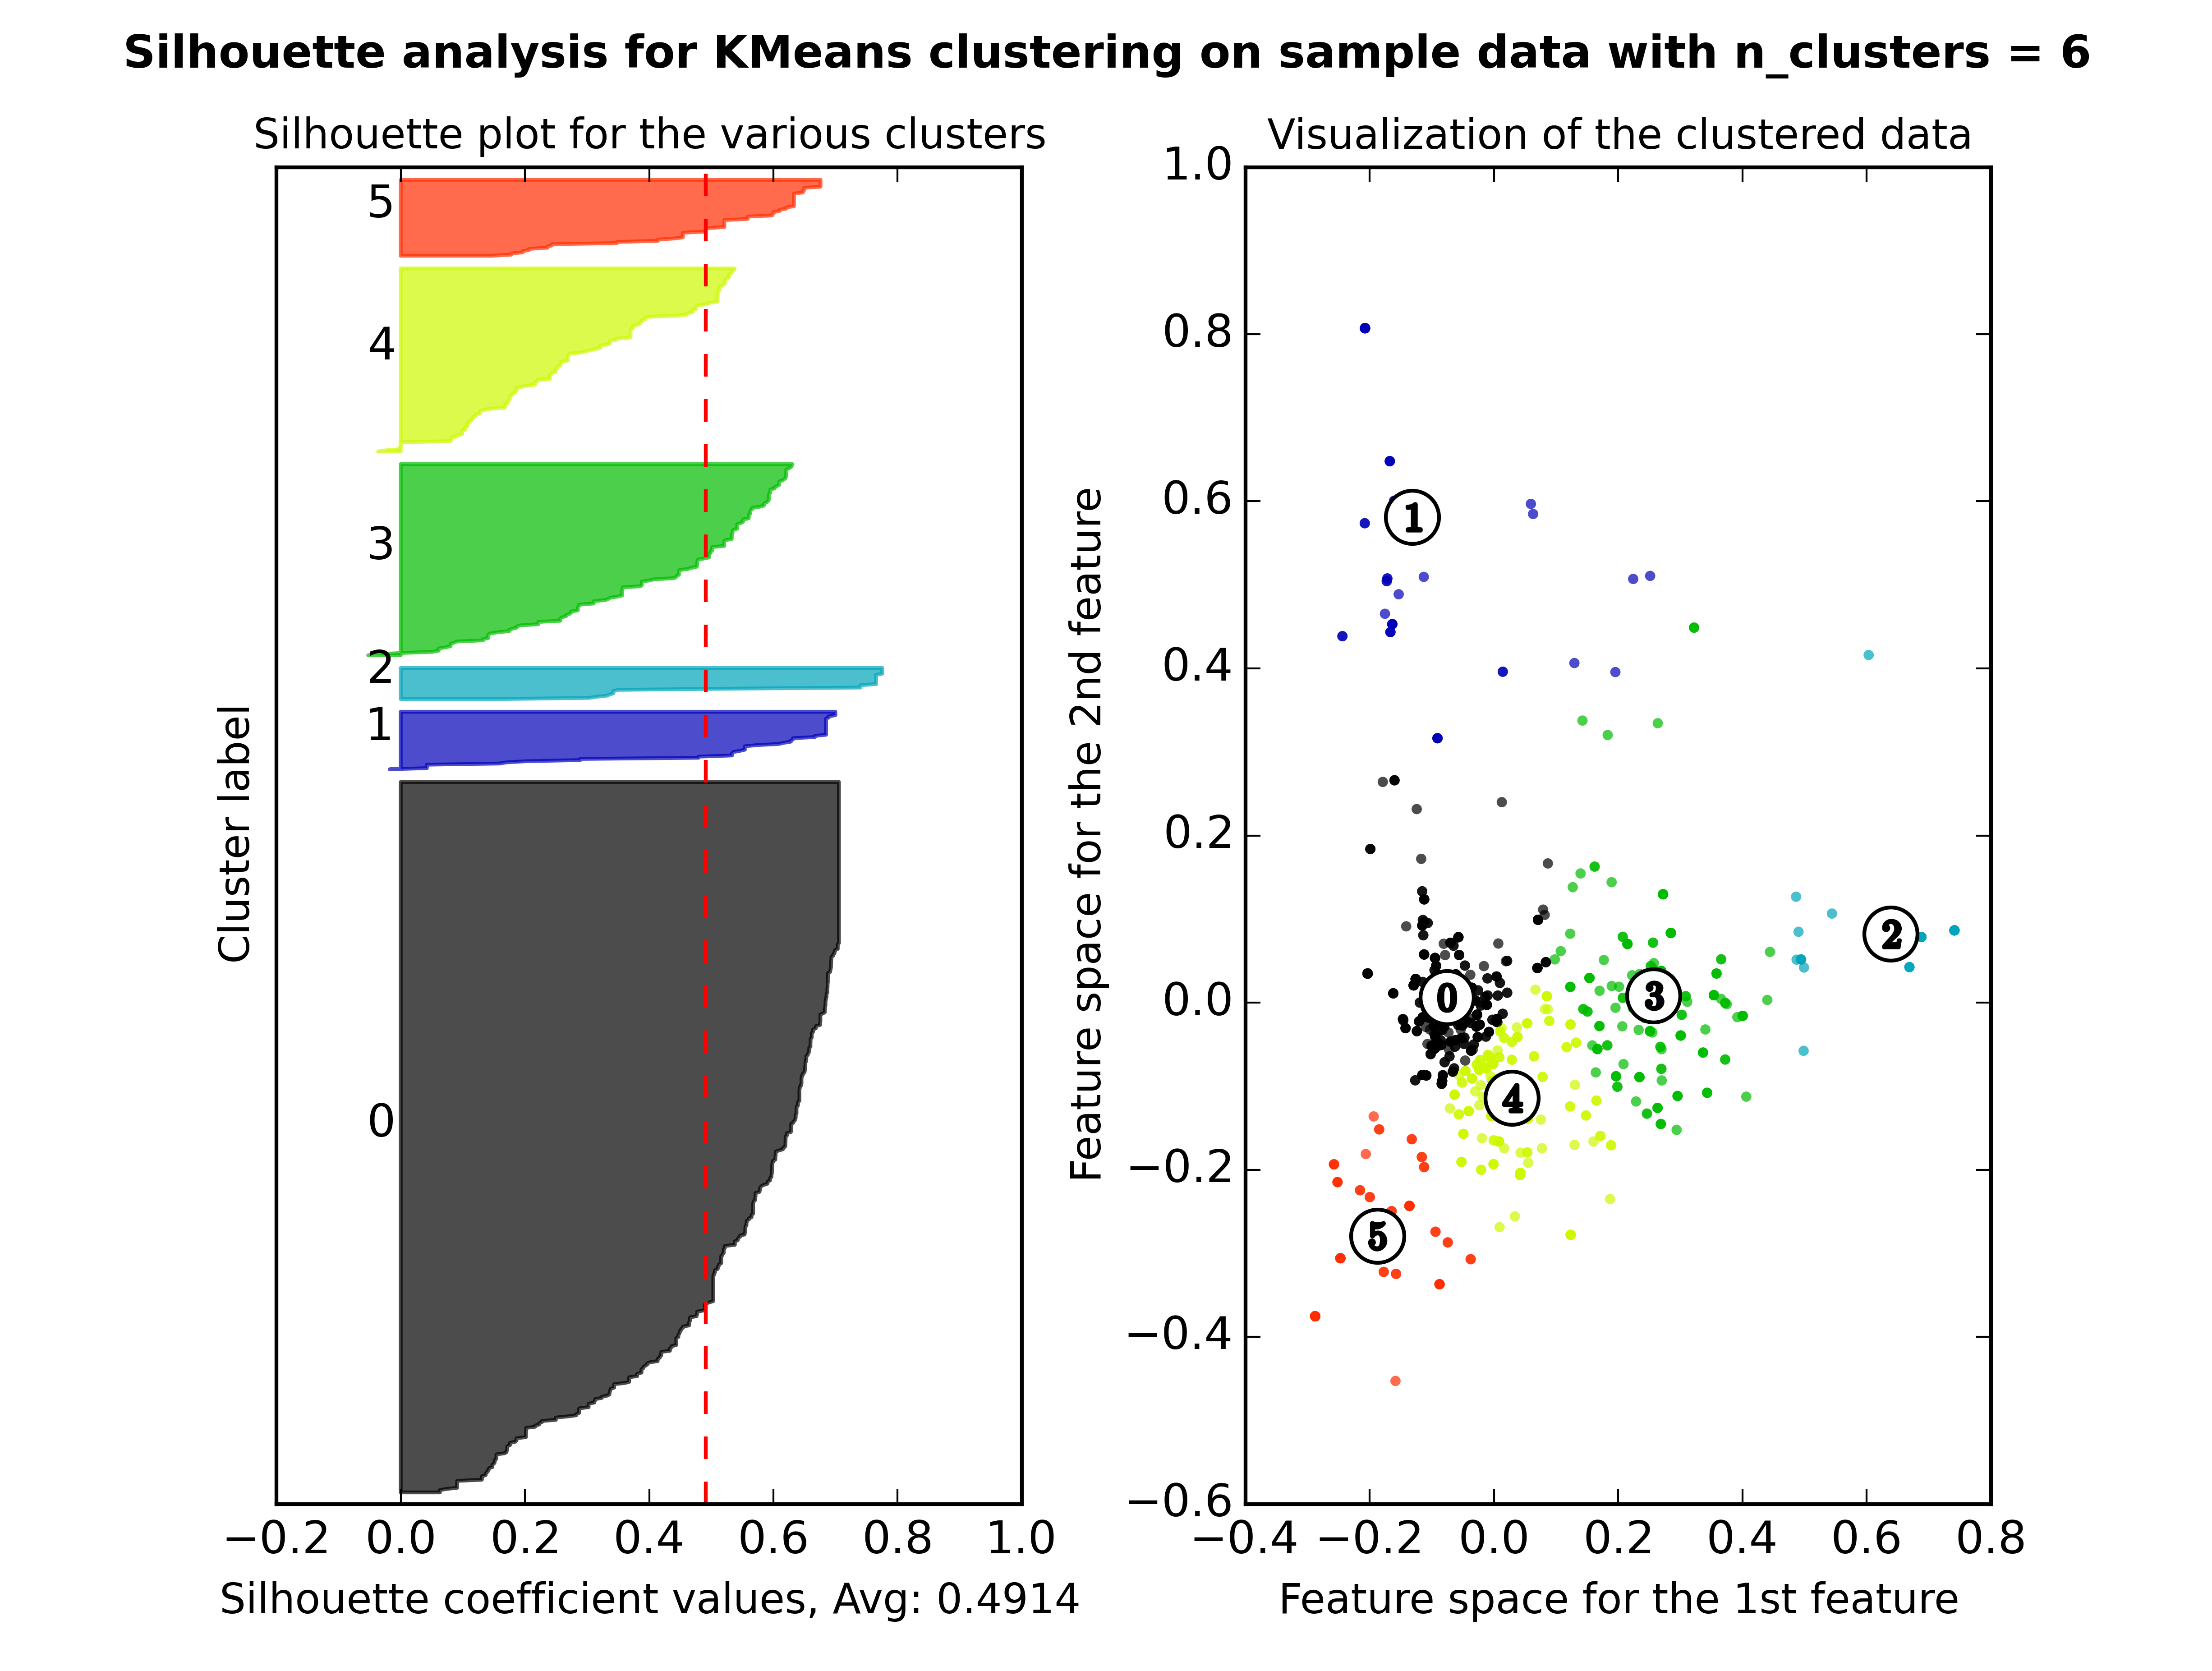 Silhouette analysis for KMeans clustering on sample data with n_clusters = 6
Silhouette plot for the various clusters
5
4
3
2
1
0
Cluster label
−0.2 0.0 0.2 0.4 0.6 0.8 1.0
Silhouette coefficient values, Avg: 0.4914
Visualization of the clustered data
1.0
0.8
0.6
0.4
0.2
0.0
−0.2
−0.4
−0.6
Feature space for the 2nd feature
1
2
0
3
4
5
−0.4 −0.2 0.0 0.2 0.4 0.6 0.8
Feature space for the 1st feature